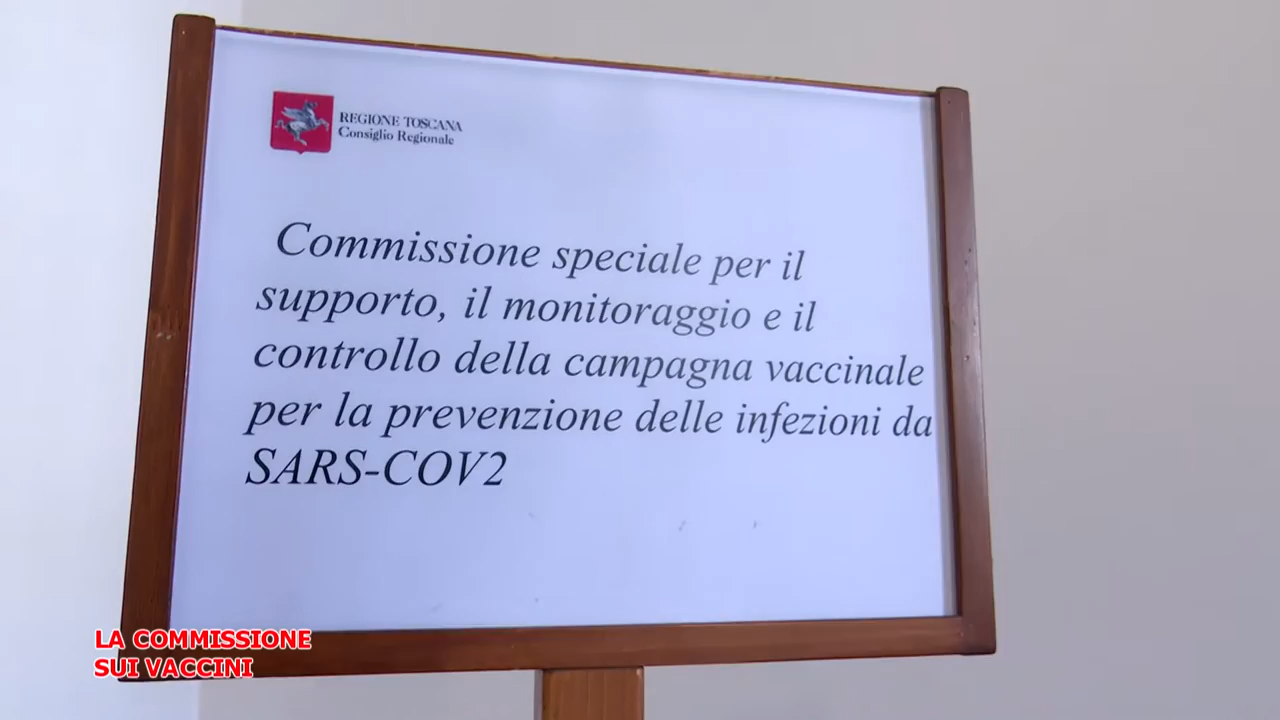 REGIONE TOSCANA
Consiglio Regionale
Commissione speciale per il
supporto, il monitoraggio e il
controllo della campagna vaccinale
per la prevenzione delle infezioni da
SARS-COV2
LA COMMISSIONE
SUI VACCINI